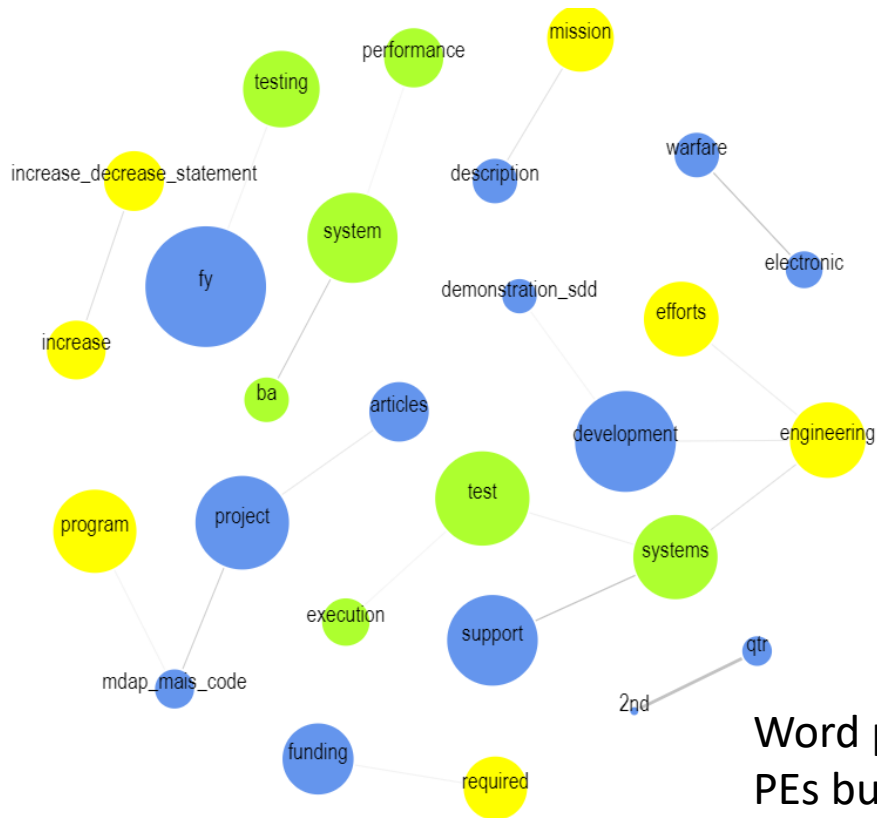 mission
performance
testing
warfare
increase_decrease_statement
description
system
electronic
fy
demonstration_sdd
efforts
increase
ba
articles
development
engineering
test
project
program
systems
execution
support
qtr
mdap_mais_code
2nd
funding
Word
required
PEs